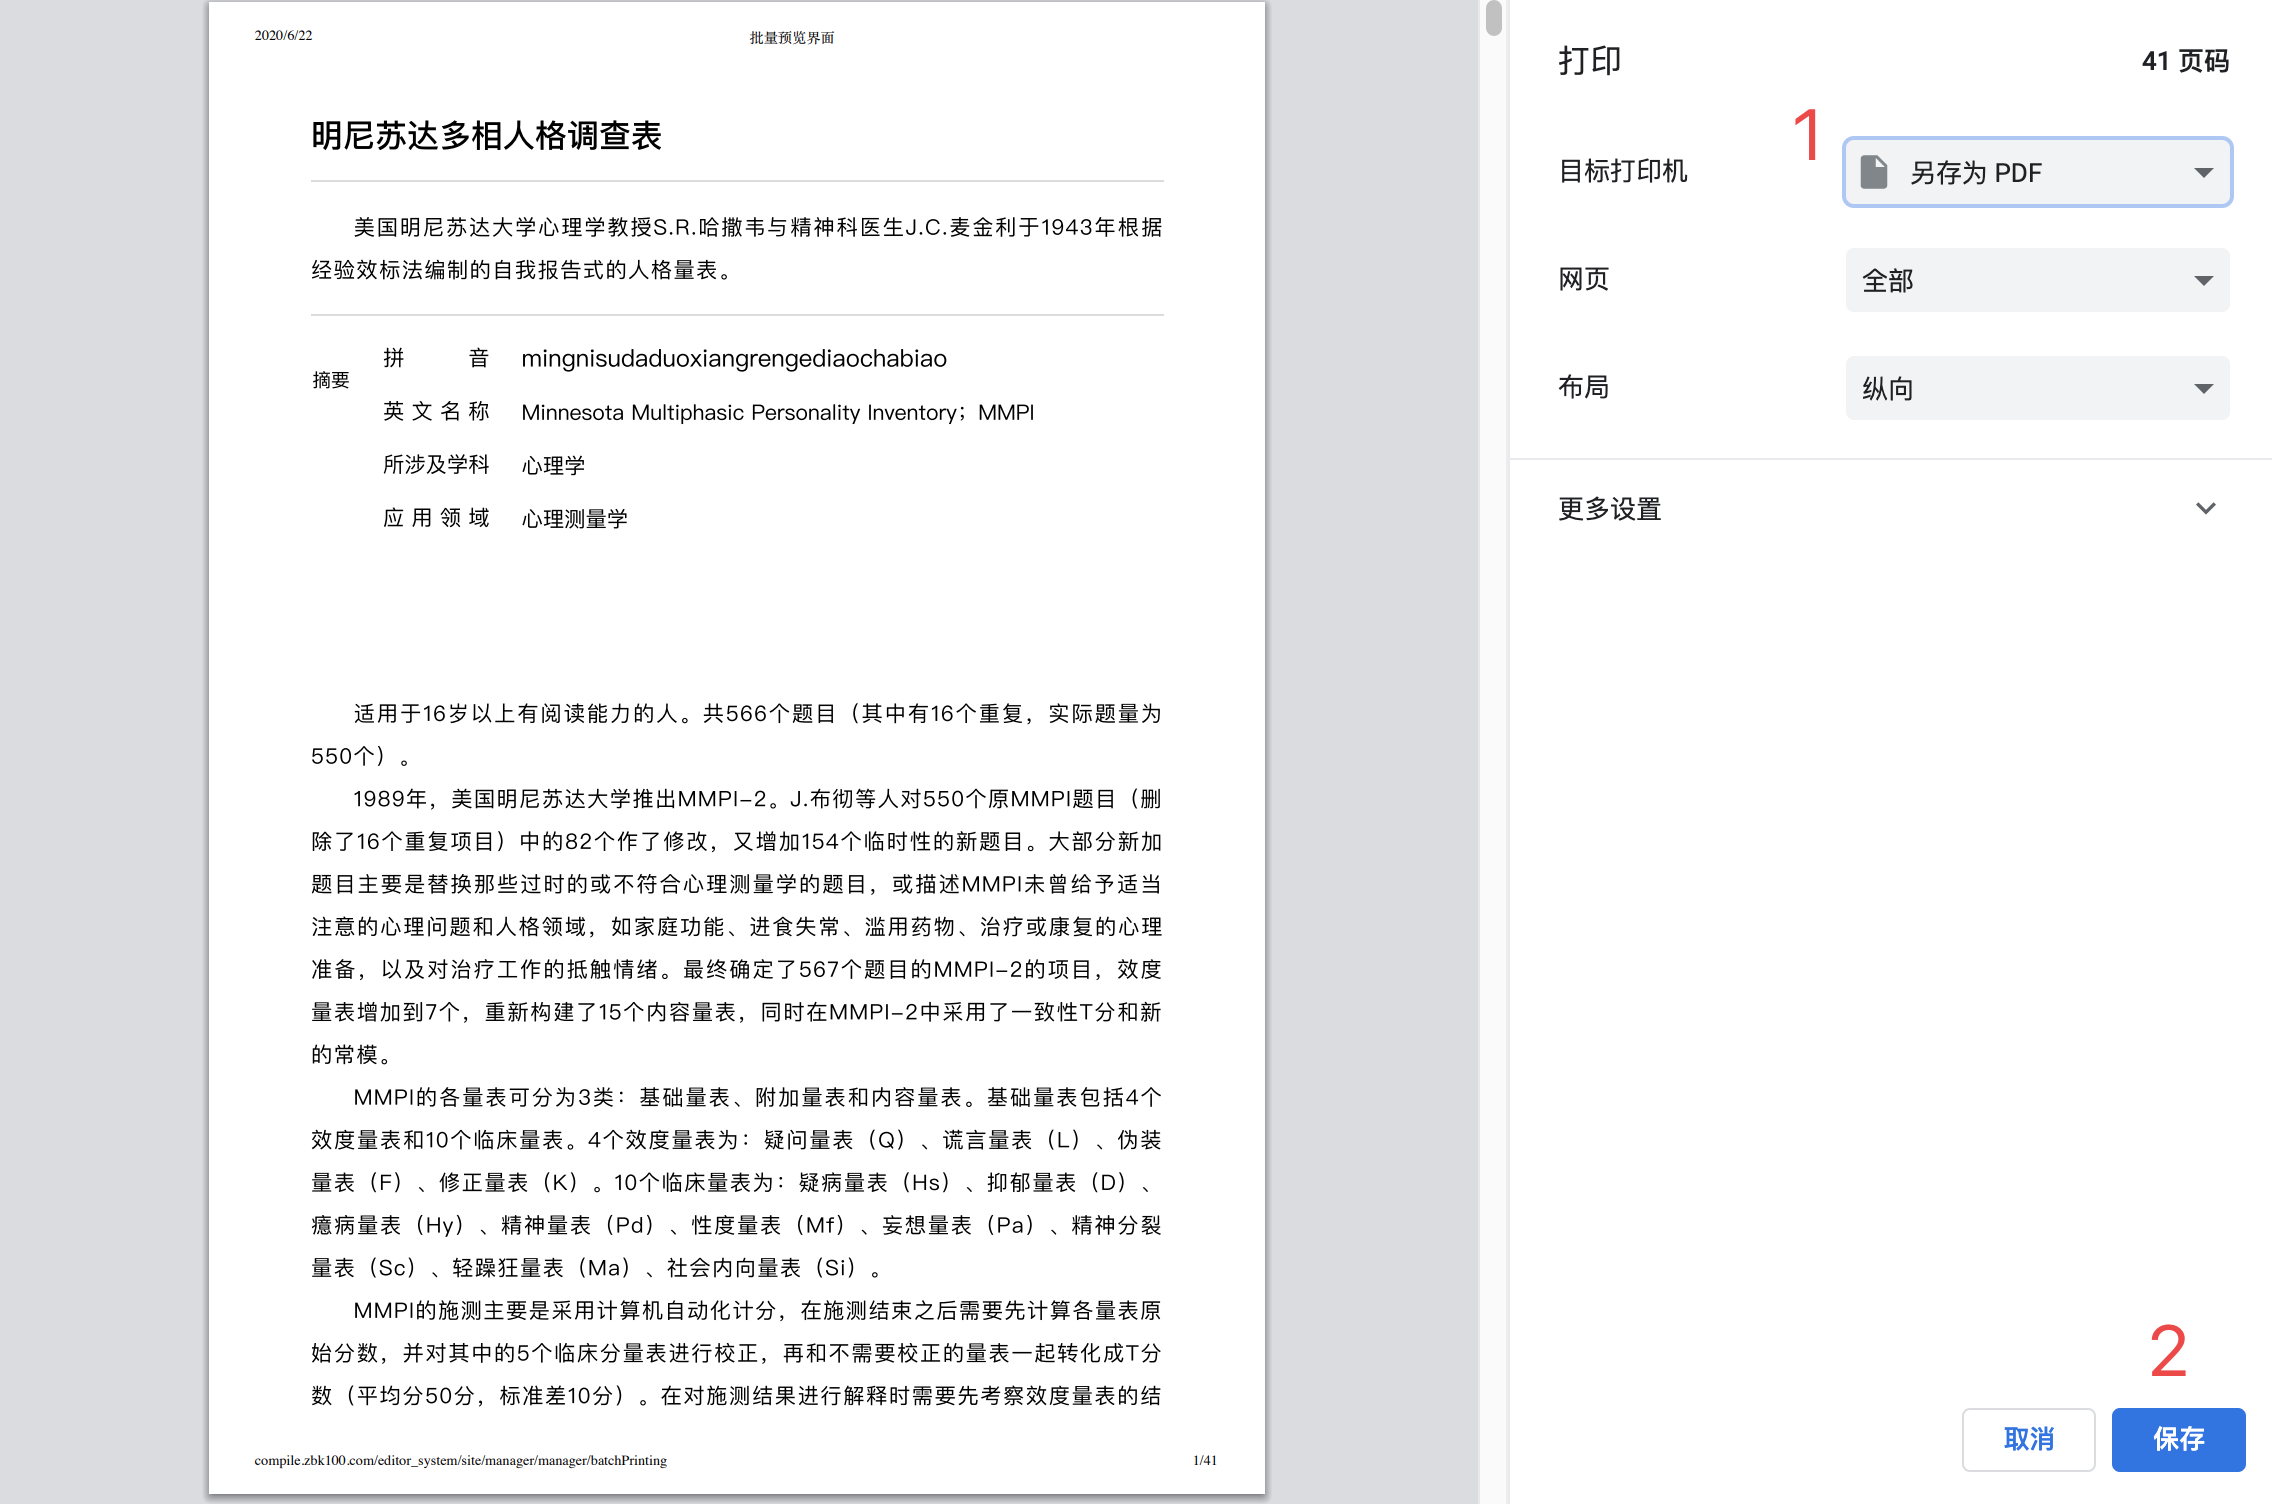 2020/6/22
批量预览界面
明尼苏达多相人格调查表
美国明尼苏达大学心理学教授S.R.哈撒韦与精神科医生J.C.麦金利于1943年根据
经验效标法编制的自我报告式的人格量表。
摘要
拼 音 mingnisudaduoxiangrengediaochabiao
英文名称 Minnesota Multiphasic Personality Inventory；MMPI
所涉及学科 心理学
应用领域 心理测量学
适用于16岁以上有阅读能力的人。共566个题目（其中有16个重复，实际题量为
550个）。
1989年，美国明尼苏达大学推出MMPI–2。J.布彻等人对550个原MMPI题目（删
除了16个重复项目）中的82个作了修改，又增加154个临时性的新题目。大部分新加
题目主要是替换那些过时的或不符合心理测量学的题目，或描述MMPI未曾给予适当
注意的心理问题和人格领域，如家庭功能、进食失常、滥用药物、治疗或康复的心理
准备，以及对治疗工作的抵触情绪。最终确定了567个题目的MMPI–2的项目，效度
量表增加到7个，重新构建了15个内容量表，同时在MMPI–2中采用了一致性T分和新
的常模。
MMPI的各量表可分为3类：基础量表、附加量表和内容量表。基础量表包括4个
效度量表和10个临床量表。4个效度量表为：疑问量表（Q）、谎言量表（L）、伪装
量表（F）、修正量表（K）。10个临床量表为：疑病量表（Hs）、抑郁量表（D）、
癔病量表（Hy）、精神量表（Pd）、性度量表（Mf）、妄想量表（Pa）、精神分裂
量表（Sc）、轻躁狂量表（Ma）、社会内向量表（Si）。
MMPI的施测主要是采用计算机自动化计分，在施测结束之后需要先计算各量表原
始分数，并对其中的5个临床分量表进行校正，再和不需要校正的量表一起转化成T分
数（平均分50分，标准差10分）。在对施测结果进行解释时需要先考察效度量表的结
compile.zbk100.com/editor_system/site/manager/manager/batchPrinting
1/41
打印
41 页码
1
目标打印机
另存为 PDF
网页
全部
布局
纵向
更多设置
2
取消
保存